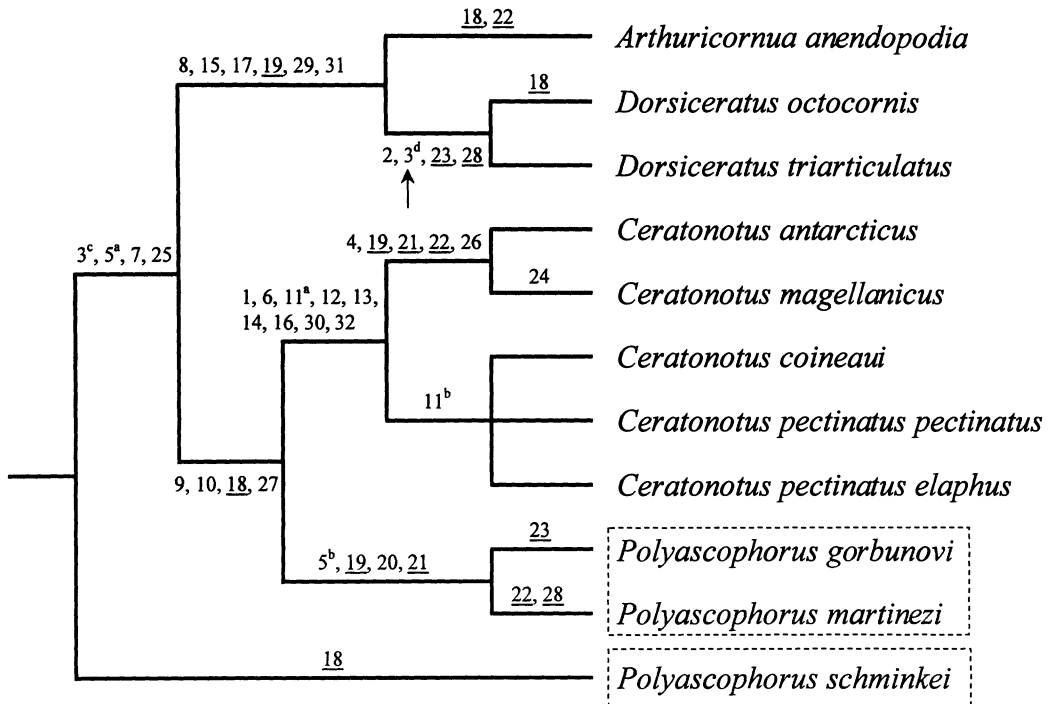 18, 22
Arthuricornua anendopodia
8, 15, 17, 19, 29, 31
18
Dorsiceratus octocornis
2, 3ᵈ, 23, 28
Dorsiceratus triarticulatus
Ceratonotus antarcticus
4, 19, 21, 22, 26
3ᶜ, 5ᵃ, 7, 25
24
Ceratonotus magellanicus
1, 6, 11ᵃ, 12, 13,
14, 16, 30, 32
Ceratonotus coineaui
11ᵇ
Ceratonotus pectinatus pectinatus
9, 10, 18, 27
Ceratonotus pectinatus elaphus
23
Polyascophorus gorbunovi
5ᵇ, 19, 20, 21
22, 28
Polyascophorus martinezi
18
Polyascophorus schminkei